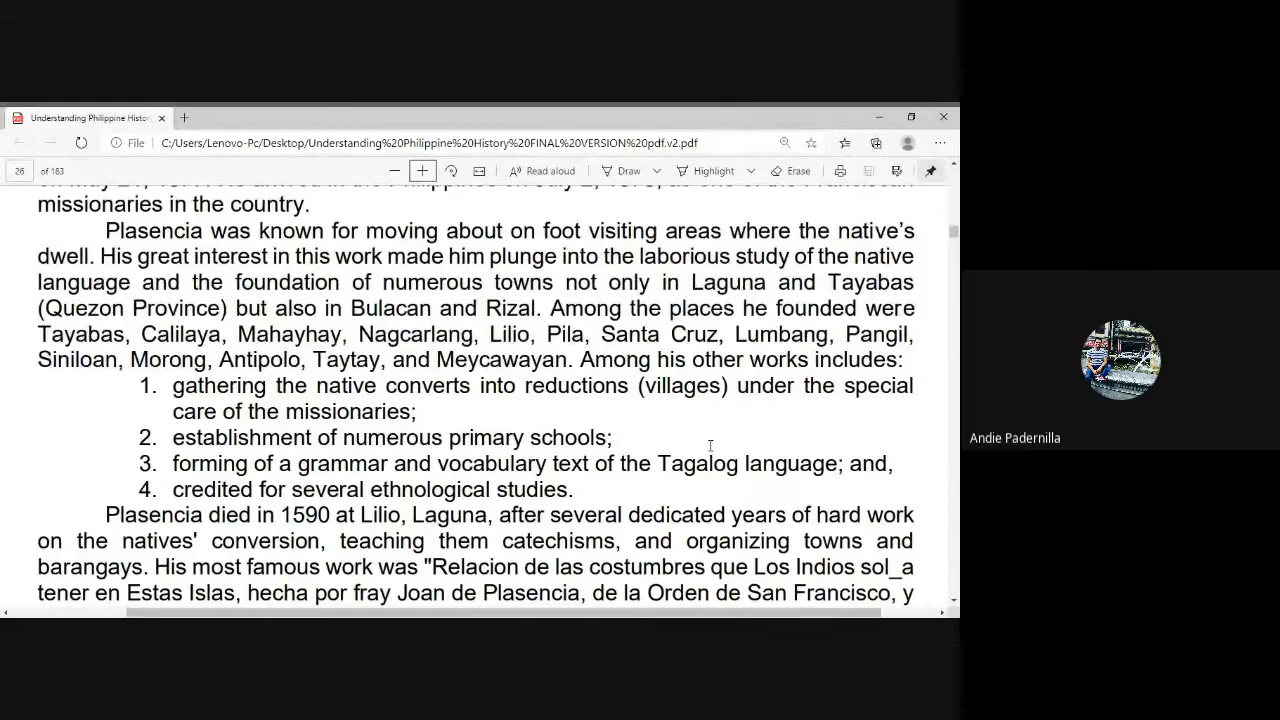 Understanding Philippine Histor
File C:/Users/Lenovo-Pc/Desktop/Understanding%20Philippine%20History%20FINAL%20VERSION%20pdf.v2.pdf
26 of 183 Read aloud Draw Highlight Erase
missionaries in the country.
Plasencia was known for moving about on foot visiting areas where the native's
dwell. His great interest in this work made him plunge into the laborious study of the native
language and the foundation of numerous towns not only in Laguna and Tayabas
(Quezon Province) but also in Bulacan and Rizal. Among the places he founded were
Tayabas, Calilaya, Mahayhay, Nagcarlang, Lilio, Pila, Santa Cruz, Lumbang, Pangil,
Siniloan, Morong, Antipolo, Taytay, and Meycawayan. Among his other works includes:
1. gathering the native converts into reductions (villages) under the special
care of the missionaries;
2. establishment of numerous primary schools;
3. forming of a grammar and vocabulary text of the Tagalog language; and,
4. credited for several ethnological studies.
Plasencia died in 1590 at Lilio, Laguna, after several dedicated years of hard work
on the natives' conversion, teaching them catechisms, and organizing towns and
barangays. His most famous work was "Relacion de las costumbres que Los Indios sol_a
tener en Estas Islas, hecha por fray Joan de Plasencia, de la Orden de San Francisco, y
Andie Padernilla